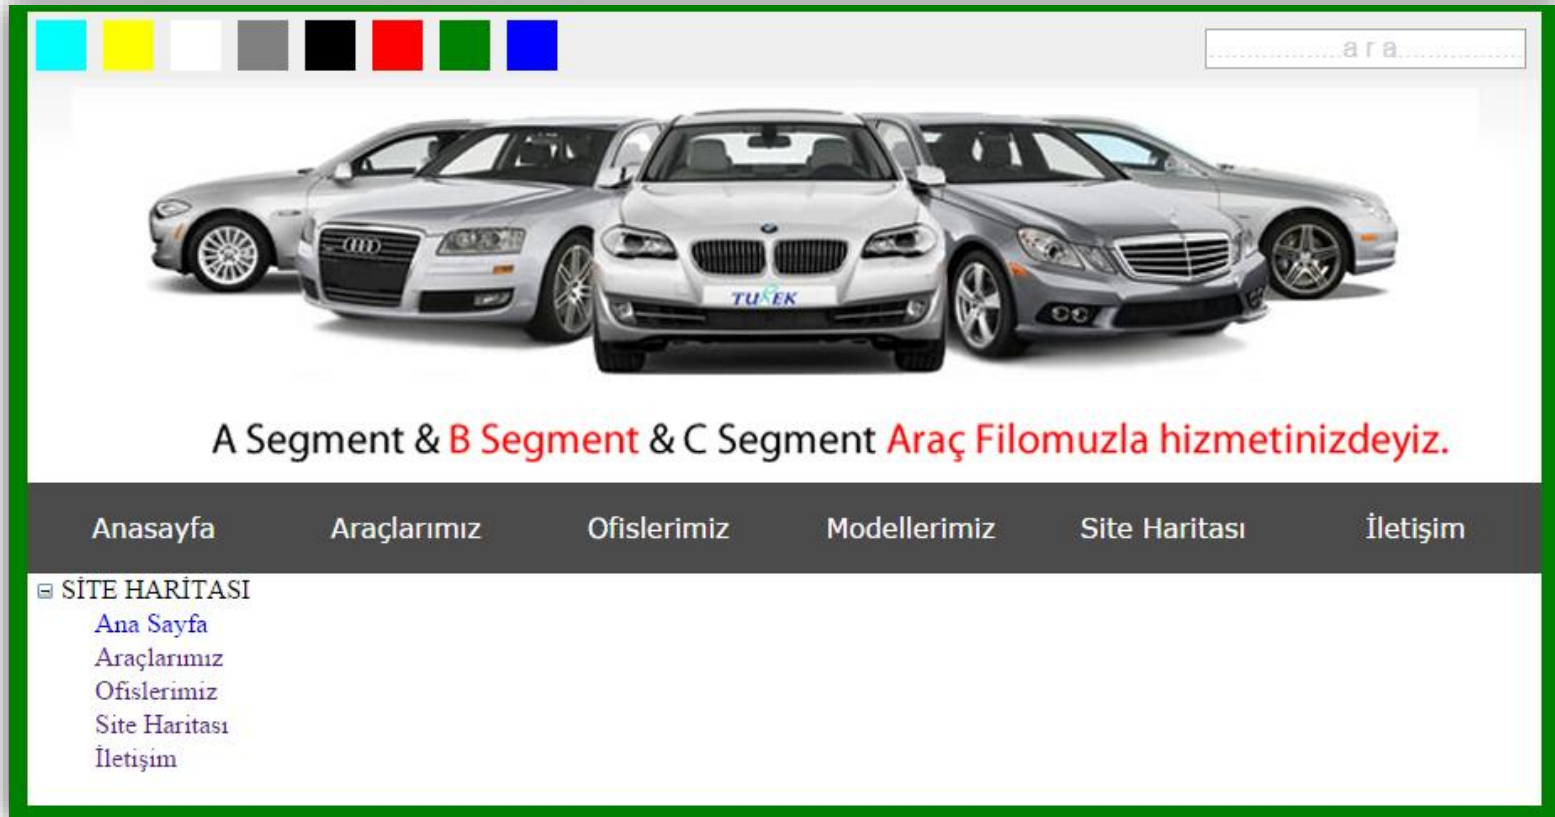 ara
TUREK
A Segment & B Segment & C Segment Araç Filomuzla hizmetinizdeyiz.
Anasayfa Araçlarımız Ofislerimiz Modellerimiz Site Haritası İletişim
SİTE HARİTASI
Ana Sayfa
Araçlarımız
Ofislerimiz
Site Haritası
İletişim